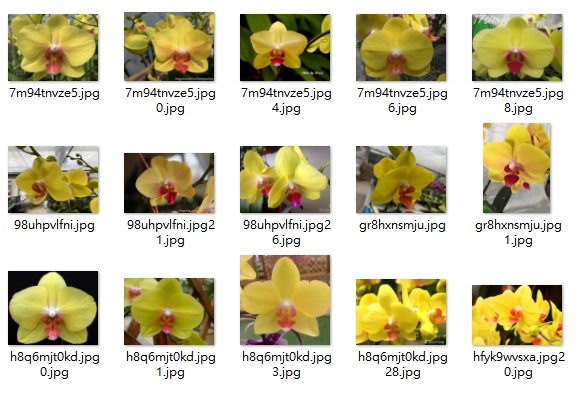 7m94tnvze5.jpg
7m94tnvze5.jpg
0.jpg
7m94tnvze5.jpg
4.jpg
7m94tnvze5.jpg
6.jpg
7m94tnvze5.jpg
8.jpg
98uhpvlfni.jpg
98uhpvlfni.jpg2
1.jpg
98uhpvlfni.jpg2
6.jpg
gr8hxnsmju.jpg
gr8hxnsmju.jpg
1.jpg
h8q6mjt0kd.jpg
0.jpg
h8q6mjt0kd.jpg
1.jpg
h8q6mjt0kd.jpg
3.jpg
h8q6mjt0kd.jpg
28.jpg
hfyk9wvsxa.jpg2
0.jpg